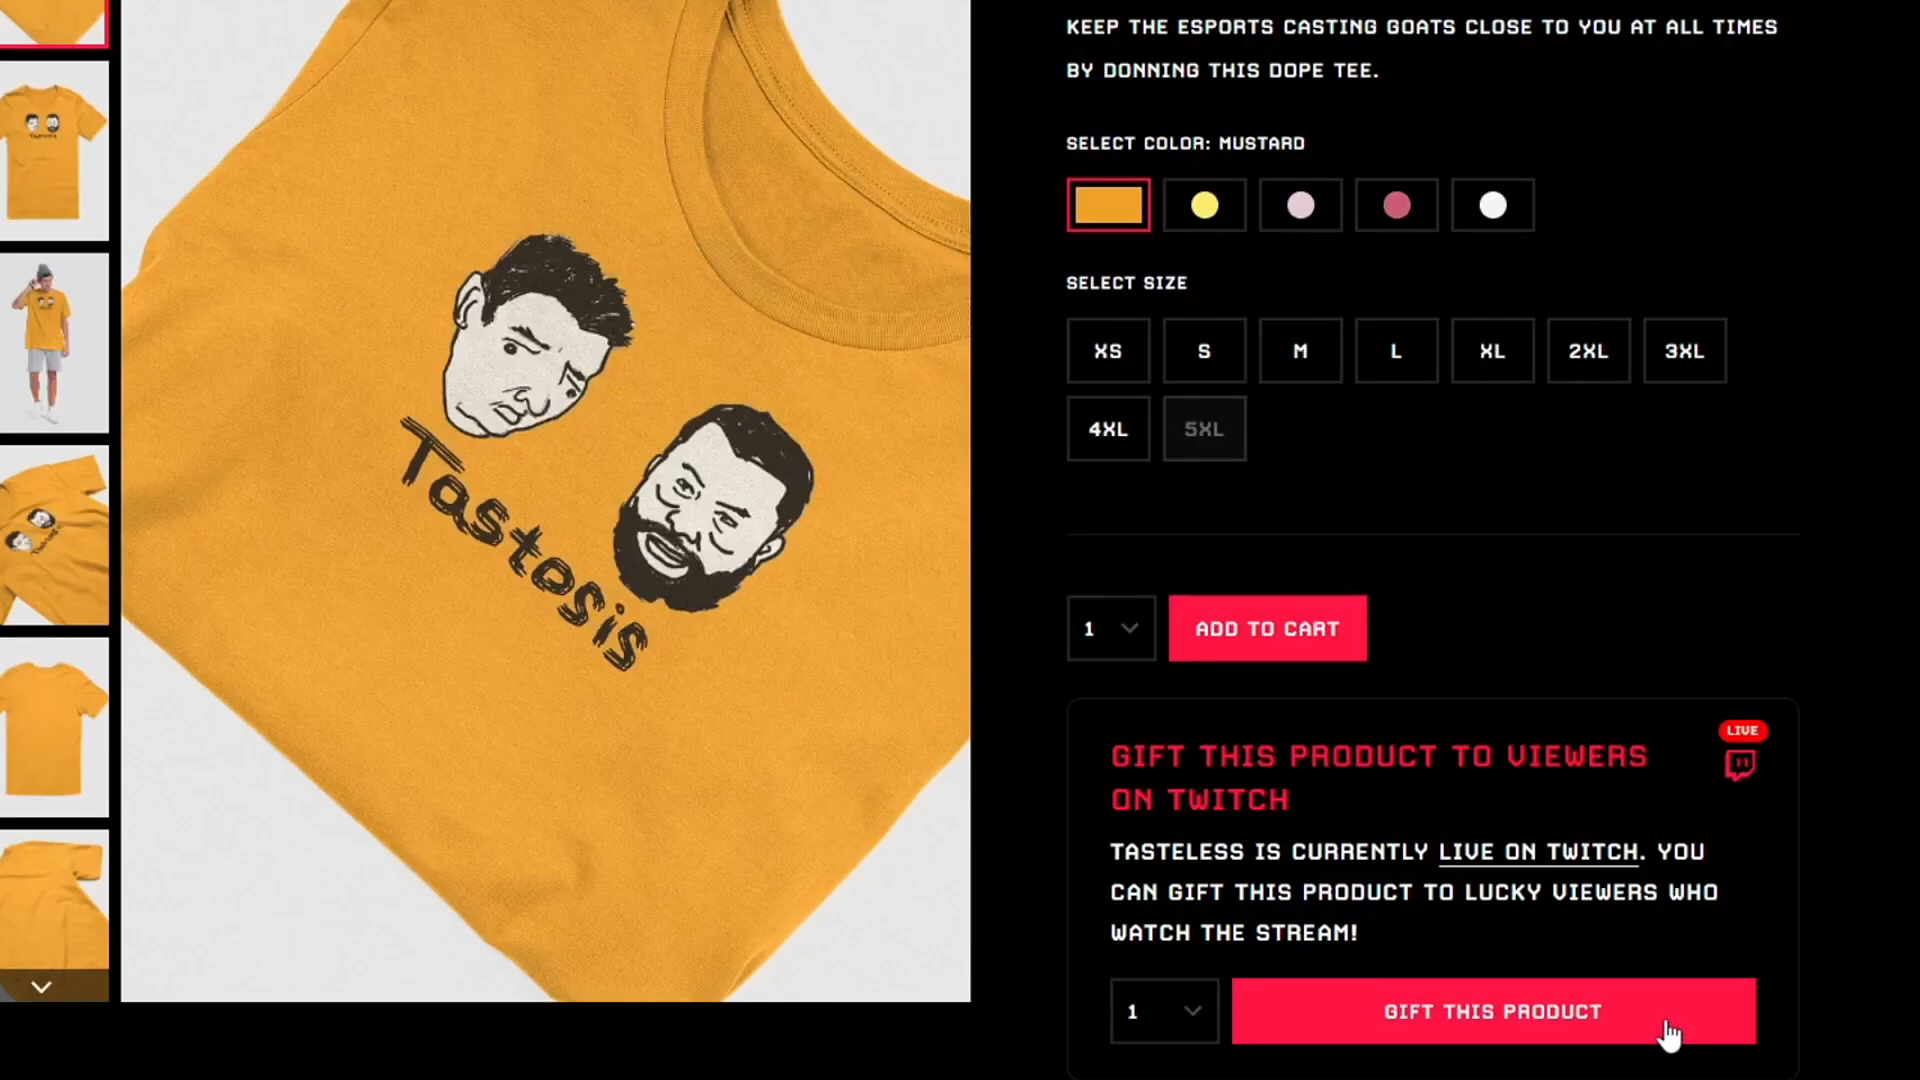 Tastosis
KEEP THE ESPORTS CASTING GOATS CLOSE TO YOU AT ALL TIMES
BY DONNING THIS DOPE TEE.
SELECT COLOR: MUSTARD
SELECT SIZE
XS S M L XL 2XL 3XL
4XL 5XL
1 ADD TO CART
LIVE
GIFT THIS PRODUCT TO VIEWERS
ON TWITCH
TASTELESS IS CURRENTLY LIVE ON TWITCH. YOU
CAN GIFT THIS PRODUCT TO LUCKY VIEWERS WHO
WATCH THE STREAM!
1 GIFT THIS PRODUCT